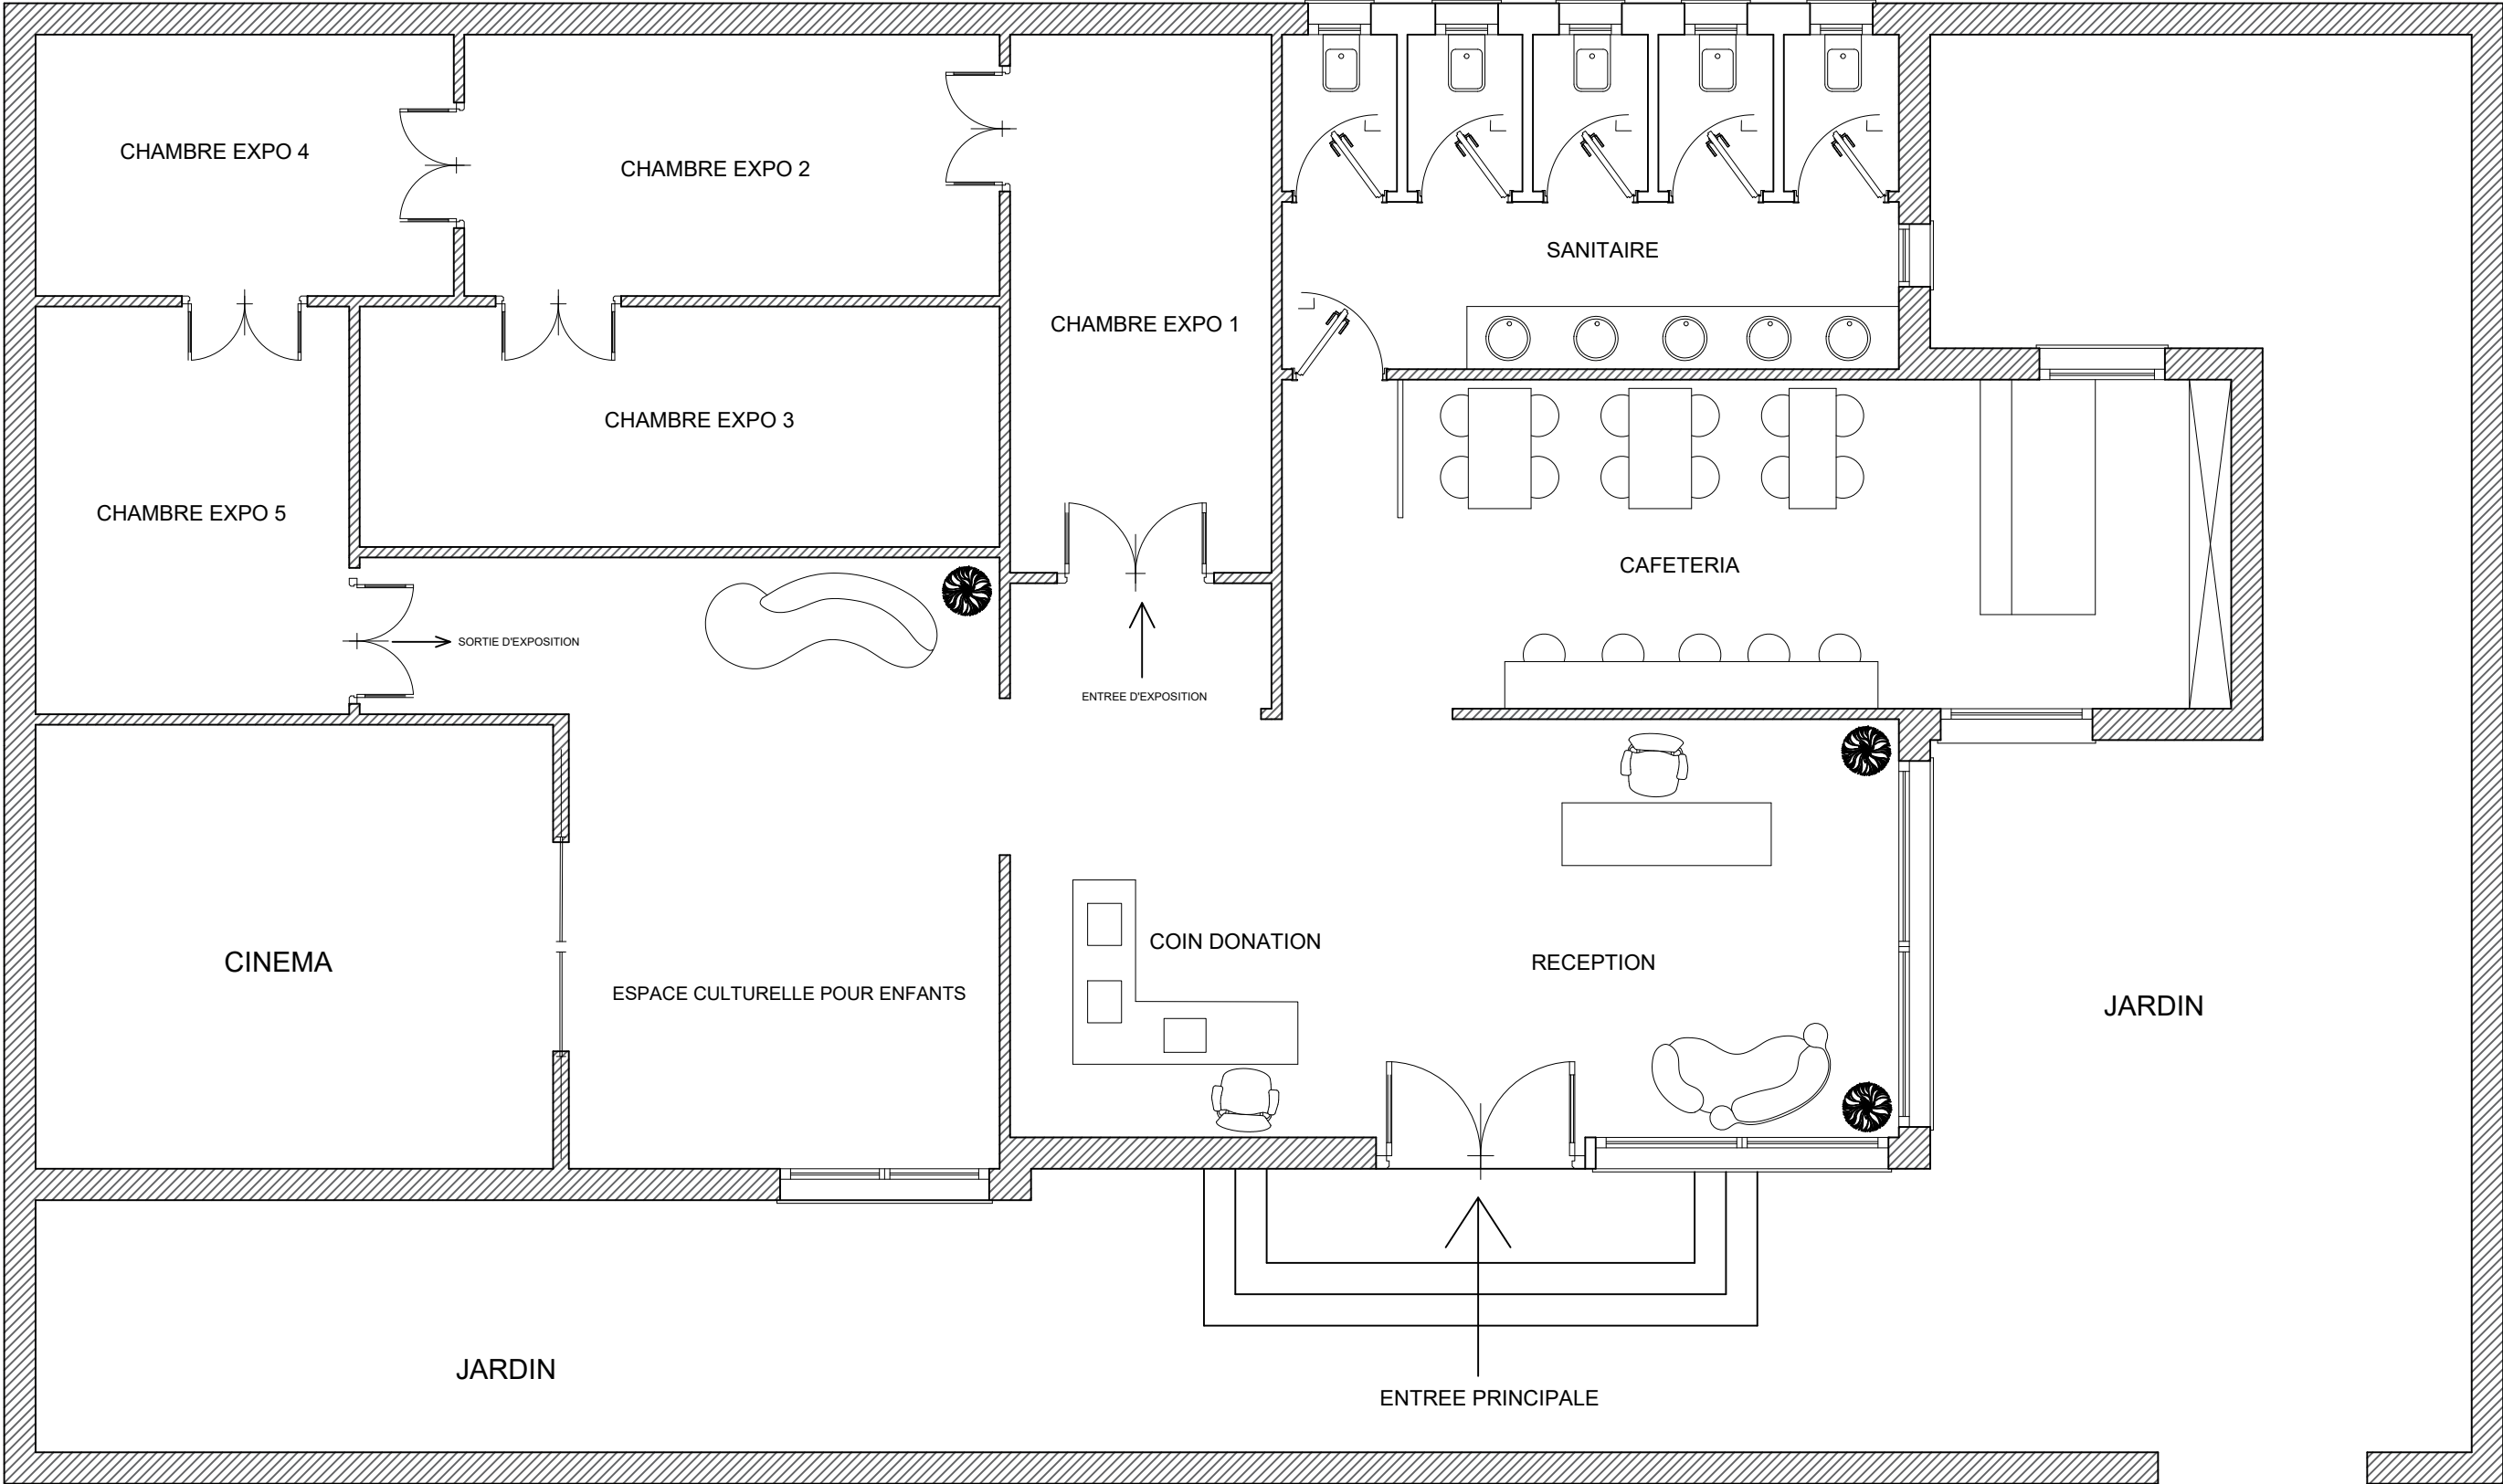 CHAMBRE EXPO 4
CHAMBRE EXPO 2
SANITAIRE
CHAMBRE EXPO 1
CHAMBRE EXPO 3
CHAMBRE EXPO 5
CAFETERIA
SORTIE D'EXPOSITION
ENTREE D'EXPOSITION
COIN DONATION
CINEMA
RECEPTION
ESPACE CULTURELLE POUR ENFANTS
JARDIN
JARDIN
ENTREE PRINCIPALE